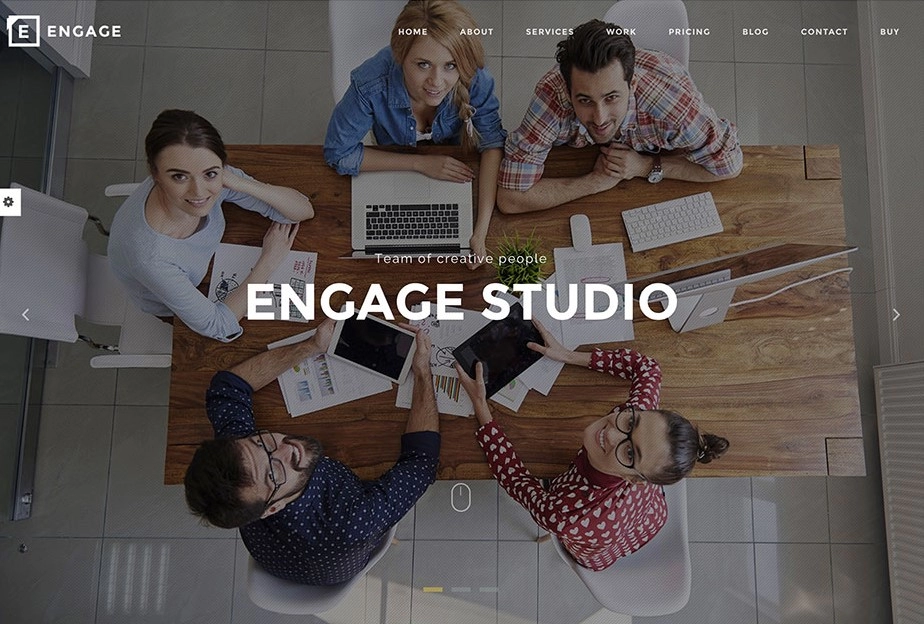 E ENGAGE
HOME ABOUT SERVICES WORK PRICING BLOG CONTACT BUY
Team of creative people
ENGAGE STUDIO